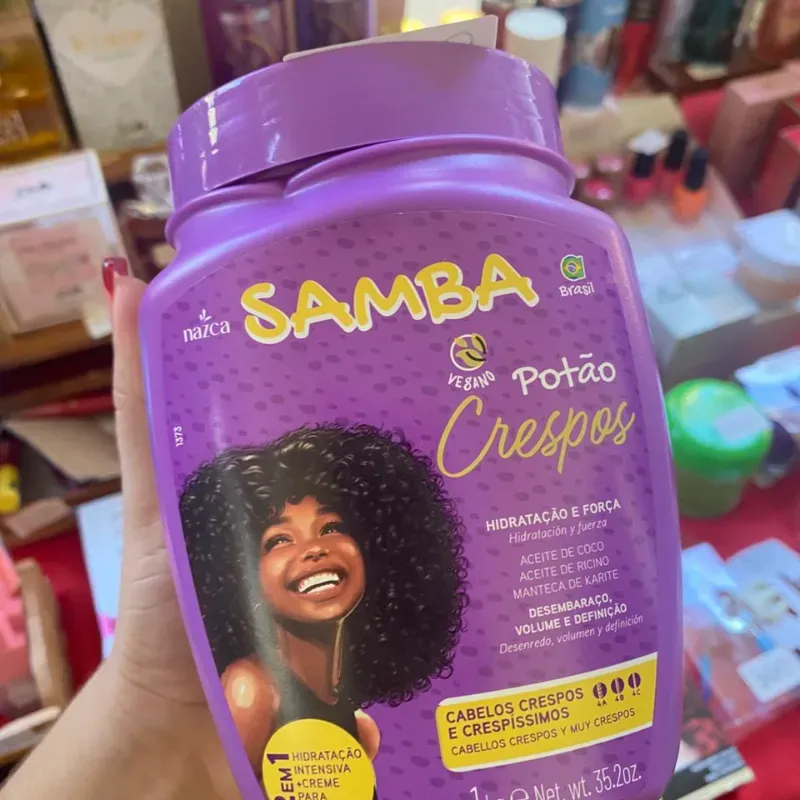 nazca
SAMBA
Brasil
VEGANO
Potão
Crespos
1373
HIDRATAÇÃO E FORÇA
Hidratación y fuerza
ACEITE DE COCO
ACEITE DE RICINO
MANTECA DE KARITE
DESEMBARAÇO,
VOLUME E DEFINIÇÃO
Desenredo, volumen y definición
CABELOS CRESPOS
E CRESPÍSSIMOS
4A 4B 4C
CABELLOS CRESPOS Y MUY CRESPOS
2 EM 1
HIDRATAÇÃO
INTENSIVA
+CREME
PARA
Net. wt. 35.2oz.